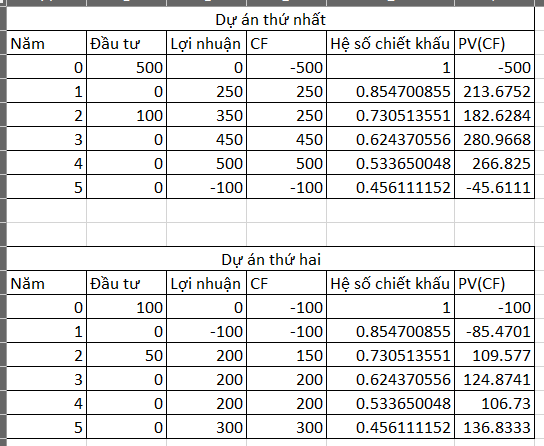 Dự án thứ nhất
Năm Đầu tư Lợi nhuận CF Hệ số chiết khấu PV(CF)
0 500 0 -500 1 -500
1 0 250 250 0.854700855 213.6752
2 100 350 250 0.730513551 182.6284
3 0 450 450 0.624370556 280.9668
4 0 500 500 0.533650048 266.825
5 0 -100 -100 0.456111152 -45.6111
Dự án thứ hai
Năm Đầu tư Lợi nhuận CF Hệ số chiết khấu PV(CF)
0 100 0 -100 1 -100
1 0 -100 -100 0.854700855 -85.4701
2 50 200 150 0.730513551 109.577
3 0 200 200 0.624370556 124.8741
4 0 200 200 0.533650048 106.73
5 0 300 300 0.456111152 136.8333